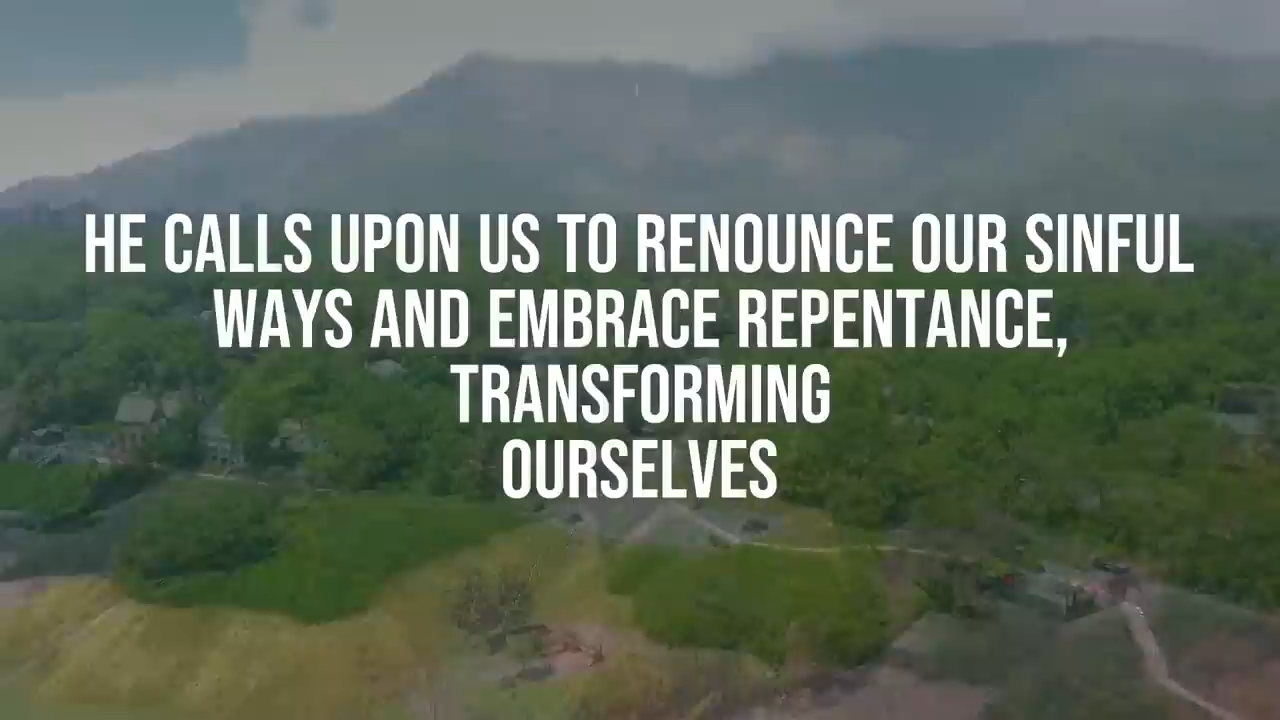 HE CALLS UPON US TO RENOUNCE OUR SINFUL
WAYS AND EMBRACE REPENTANCE,
TRANSFORMING
OURSELVES